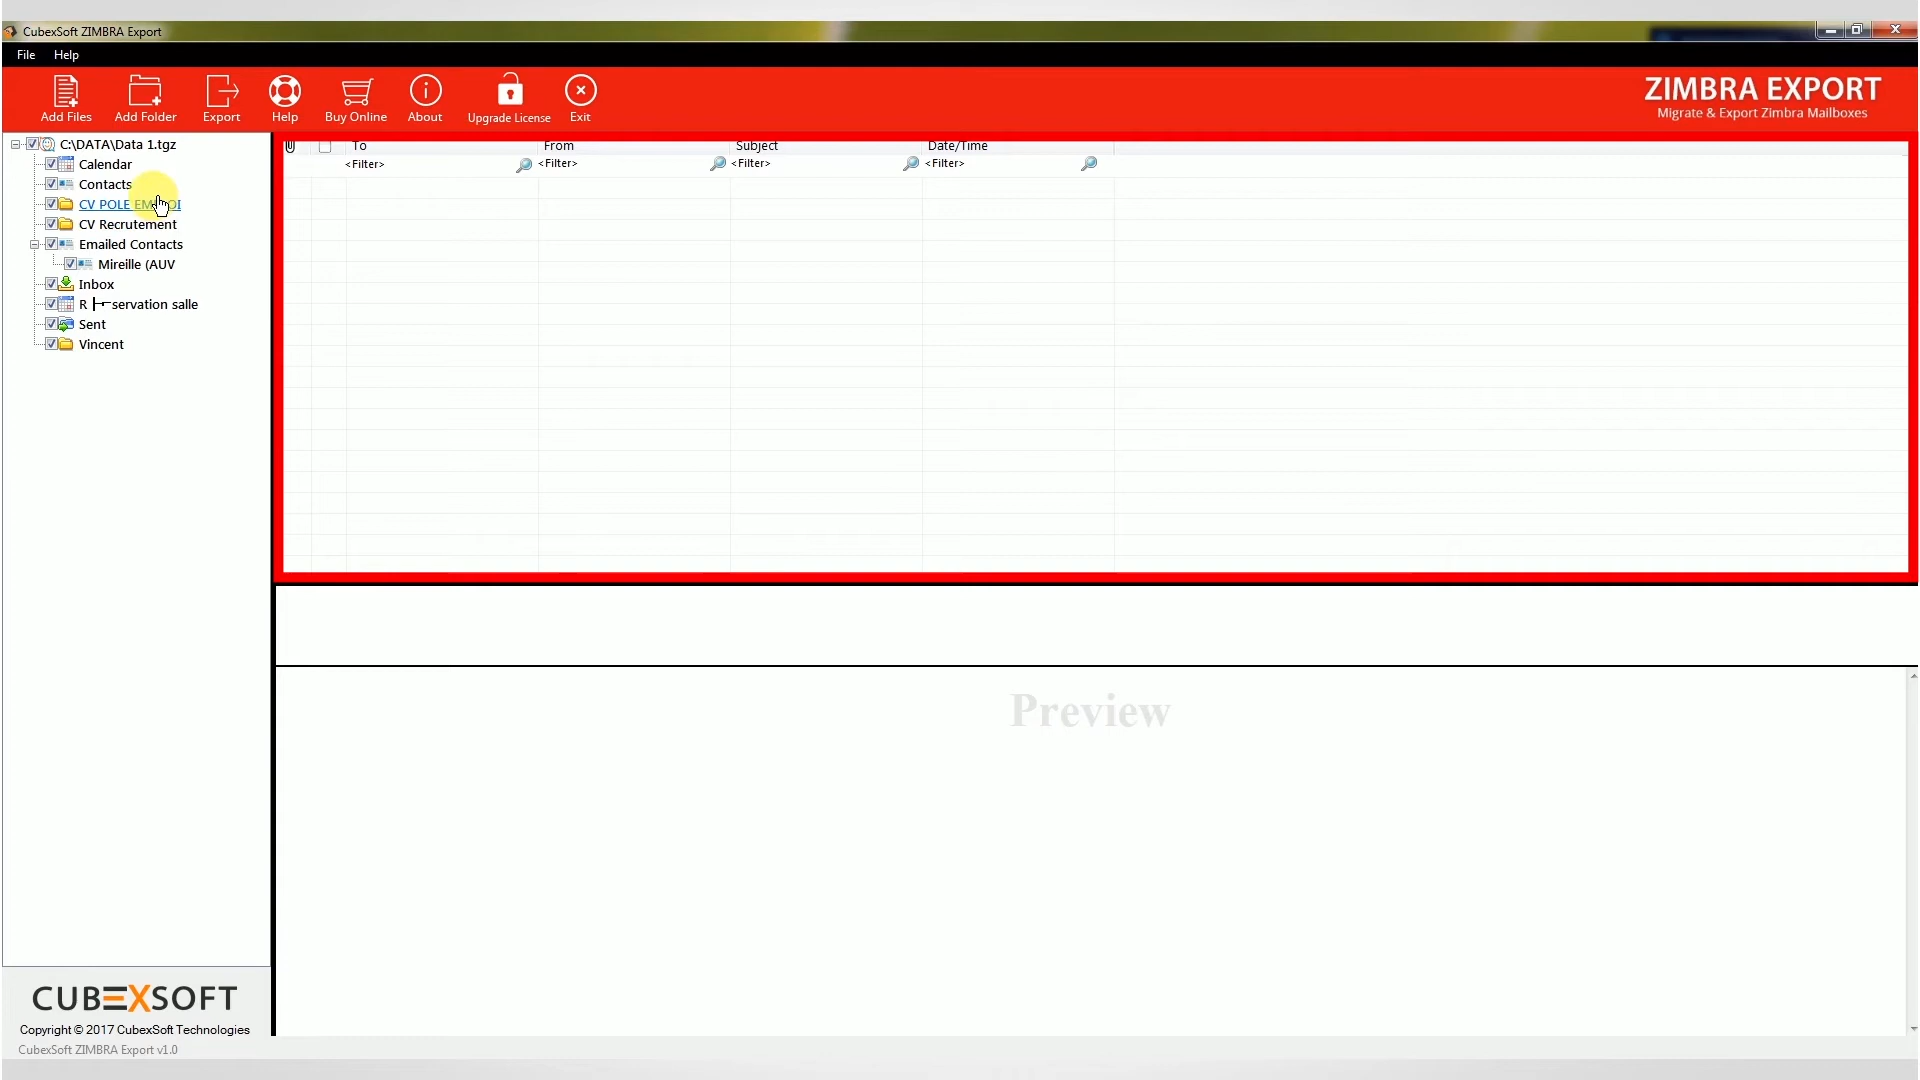 CubexSoft ZIMBRA Export
File Help
Add Files Add Folder Export Help Buy Online About Upgrade License Exit
ZIMBRA EXPORT
Migrate & Export Zimbra Mailboxes
C:\DATA\Data 1.tgz
Calendar
Contacts
CV POLE
CV Recrutement
Emailed Contacts
Mireille (AUV
Inbox
R ├⌐servation salle
Sent
Vincent
To From Subject Date/Time
<Filter> <Filter> <Filter> <Filter>
Preview
CUBEXSOFT
Copyright © 2017 CubexSoft Technologies
CubexSoft ZIMBRA Export v1.0